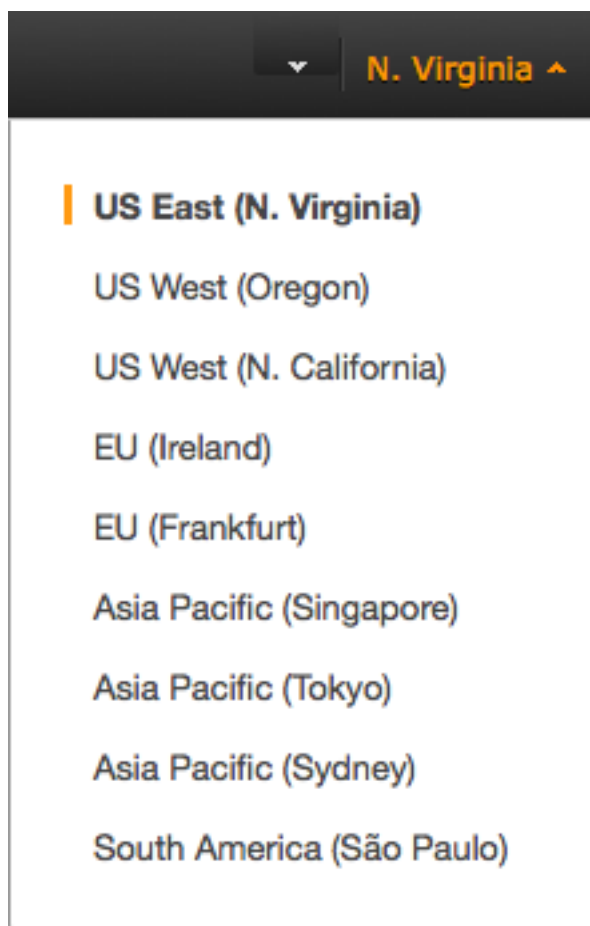 N. Virginia
US East (N. Virginia)
US West (Oregon)
US West (N. California)
EU (Ireland)
EU (Frankfurt)
Asia Pacific (Singapore)
Asia Pacific (Tokyo)
Asia Pacific (Sydney)
South America (São Paulo)